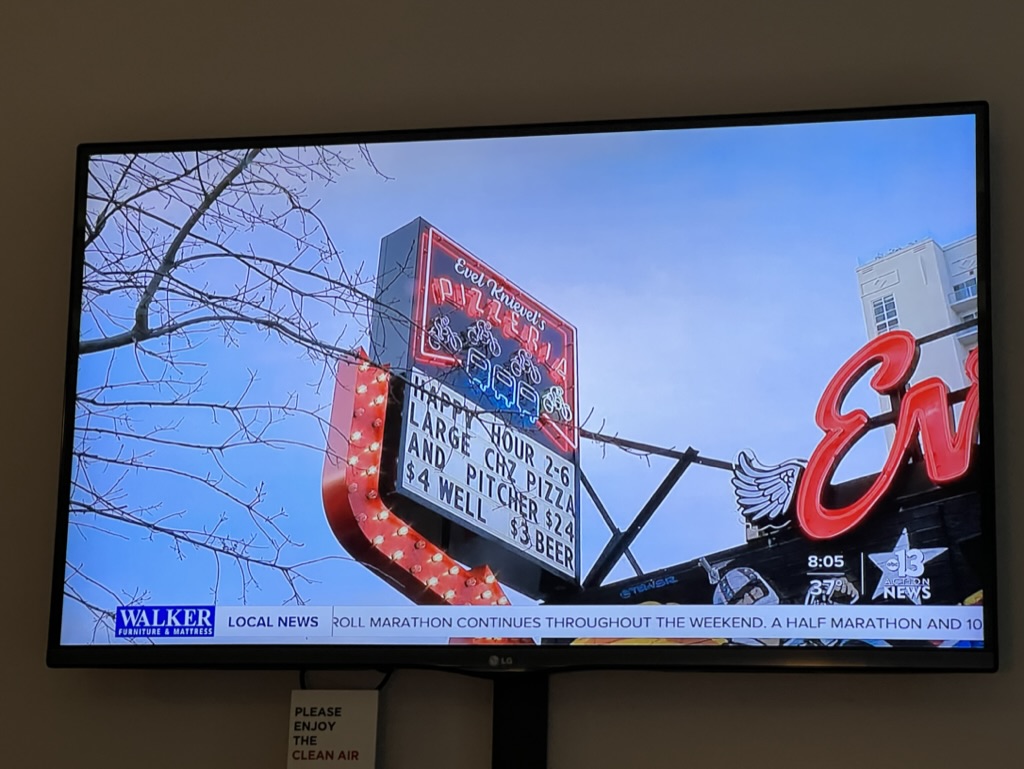 Evel Knievel's
PIZZERIA
HAPPY HOUR 2-6
LARGE CHZ PIZZA
AND PITCHER $24
$4 WELL $3 BEER
Ev
STEWSR
8:05
37°
abc 13
ACTION
NEWS
WALKER
FURNITURE & MATTRESS
LOCAL NEWS
ROLL MARATHON CONTINUES THROUGHOUT THE WEEKEND. A HALF MARATHON AND 10
LG
PLEASE
ENJOY
THE
CLEAN AIR